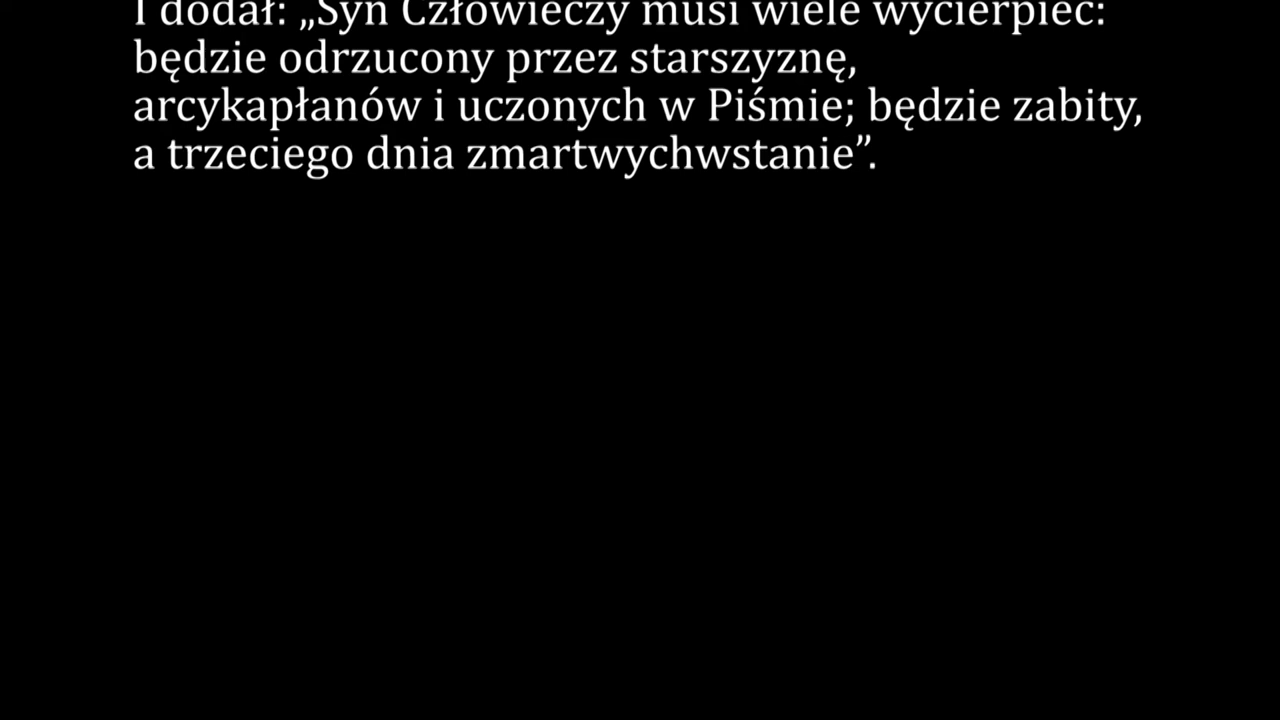 I dodał: „Syn Człowieczy musi wiele wycierpieć:
będzie odrzucony przez starszyznę,
arcykapłanów i uczonych w Piśmie; będzie zabity,
a trzeciego dnia zmartwychwstanie”.